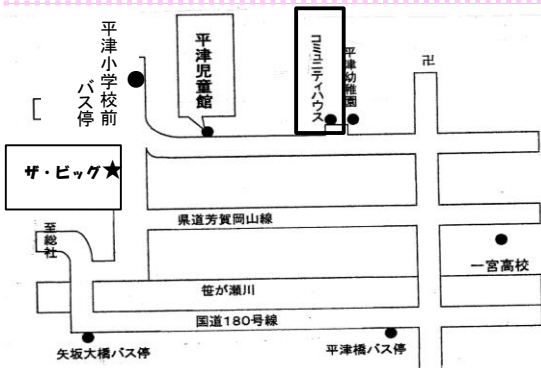 平津小学校前
バス停
平津児童館
コミュニティハウス
平津幼稚園
卍
ザ・ビッグ★
県道芳賀岡山線
至総社
一宮高校
笹が瀬川
国道180号線
矢坂大橋バス停
平津橋バス停